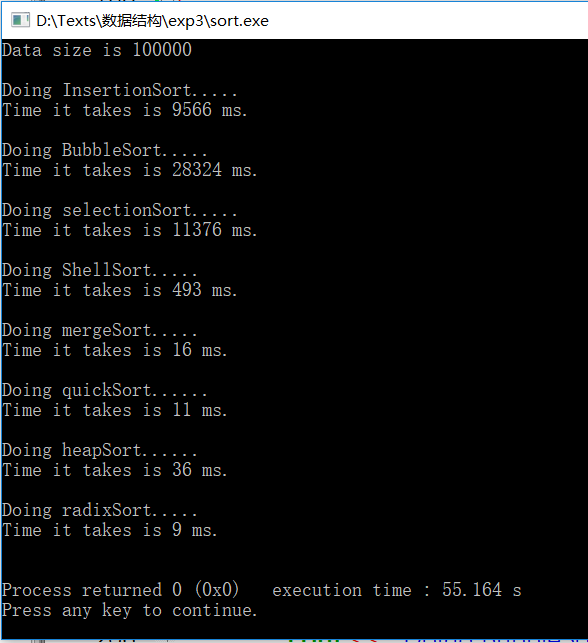 D:\Texts\数据结构\exp3\sort.exe
Data size is 100000
Doing InsertionSort.....
Time it takes is 9566 ms.
Doing BubbleSort.....
Time it takes is 28324 ms.
Doing selectionSort.....
Time it takes is 11376 ms.
Doing ShellSort.....
Time it takes is 493 ms.
Doing mergeSort.....
Time it takes is 16 ms.
Doing quickSort......
Time it takes is 11 ms.
Doing heapSort......
Time it takes is 36 ms.
Doing radixSort.....
Time it takes is 9 ms.
Process returned 0 (0x0)   execution time : 55.164 s
Press any key to continue.